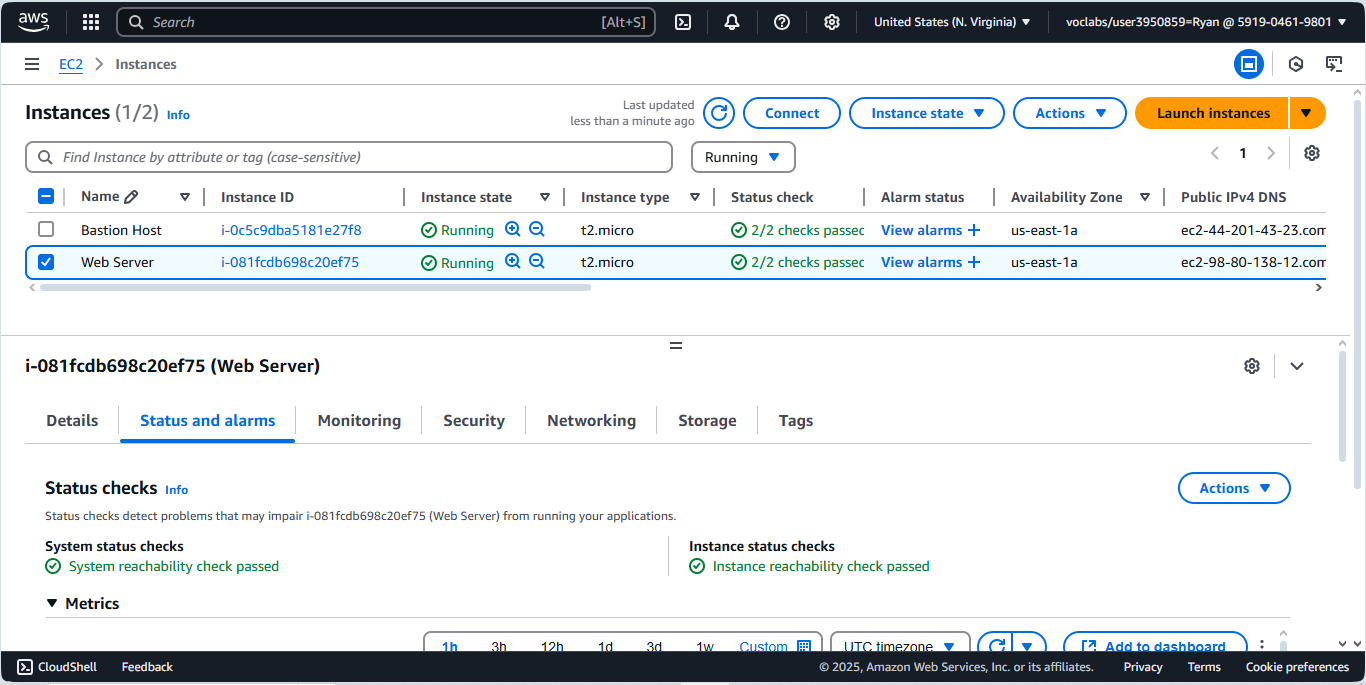 aws
Search [Alt+S]
United States (N. Virginia)
voclabs/user3950859=Ryan @ 5919-0461-9801
EC2 > Instances
Instances (1/2) Info
Last updated
less than a minute ago
Connect
Instance state
Actions
Launch instances
Find Instance by attribute or tag (case-sensitive)
Running
1
Name Instance ID Instance state Instance type Status check Alarm status Availability Zone Public IPv4 DNS
Bastion Host i-0c5c9dba5181e27f8 Running t2.micro 2/2 checks passec View alarms + us-east-1a ec2-44-201-43-23.com
Web Server i-081fcdb698c20ef75 Running t2.micro 2/2 checks passec View alarms + us-east-1a ec2-98-80-138-12.com
i-081fcdb698c20ef75 (Web Server)
Details
Status and alarms
Monitoring
Security
Networking
Storage
Tags
Status checks Info
Actions
Status checks detect problems that may impair i-081fcdb698c20ef75 (Web Server) from running your applications.
System status checks
System reachability check passed
Instance status checks
Instance reachability check passed
Metrics
1h 3h 12h 1d 3d 1w Custom UTC timezone Add to dashboard
CloudShell Feedback © 2025, Amazon Web Services, Inc. or its affiliates. Privacy Terms Cookie preferences